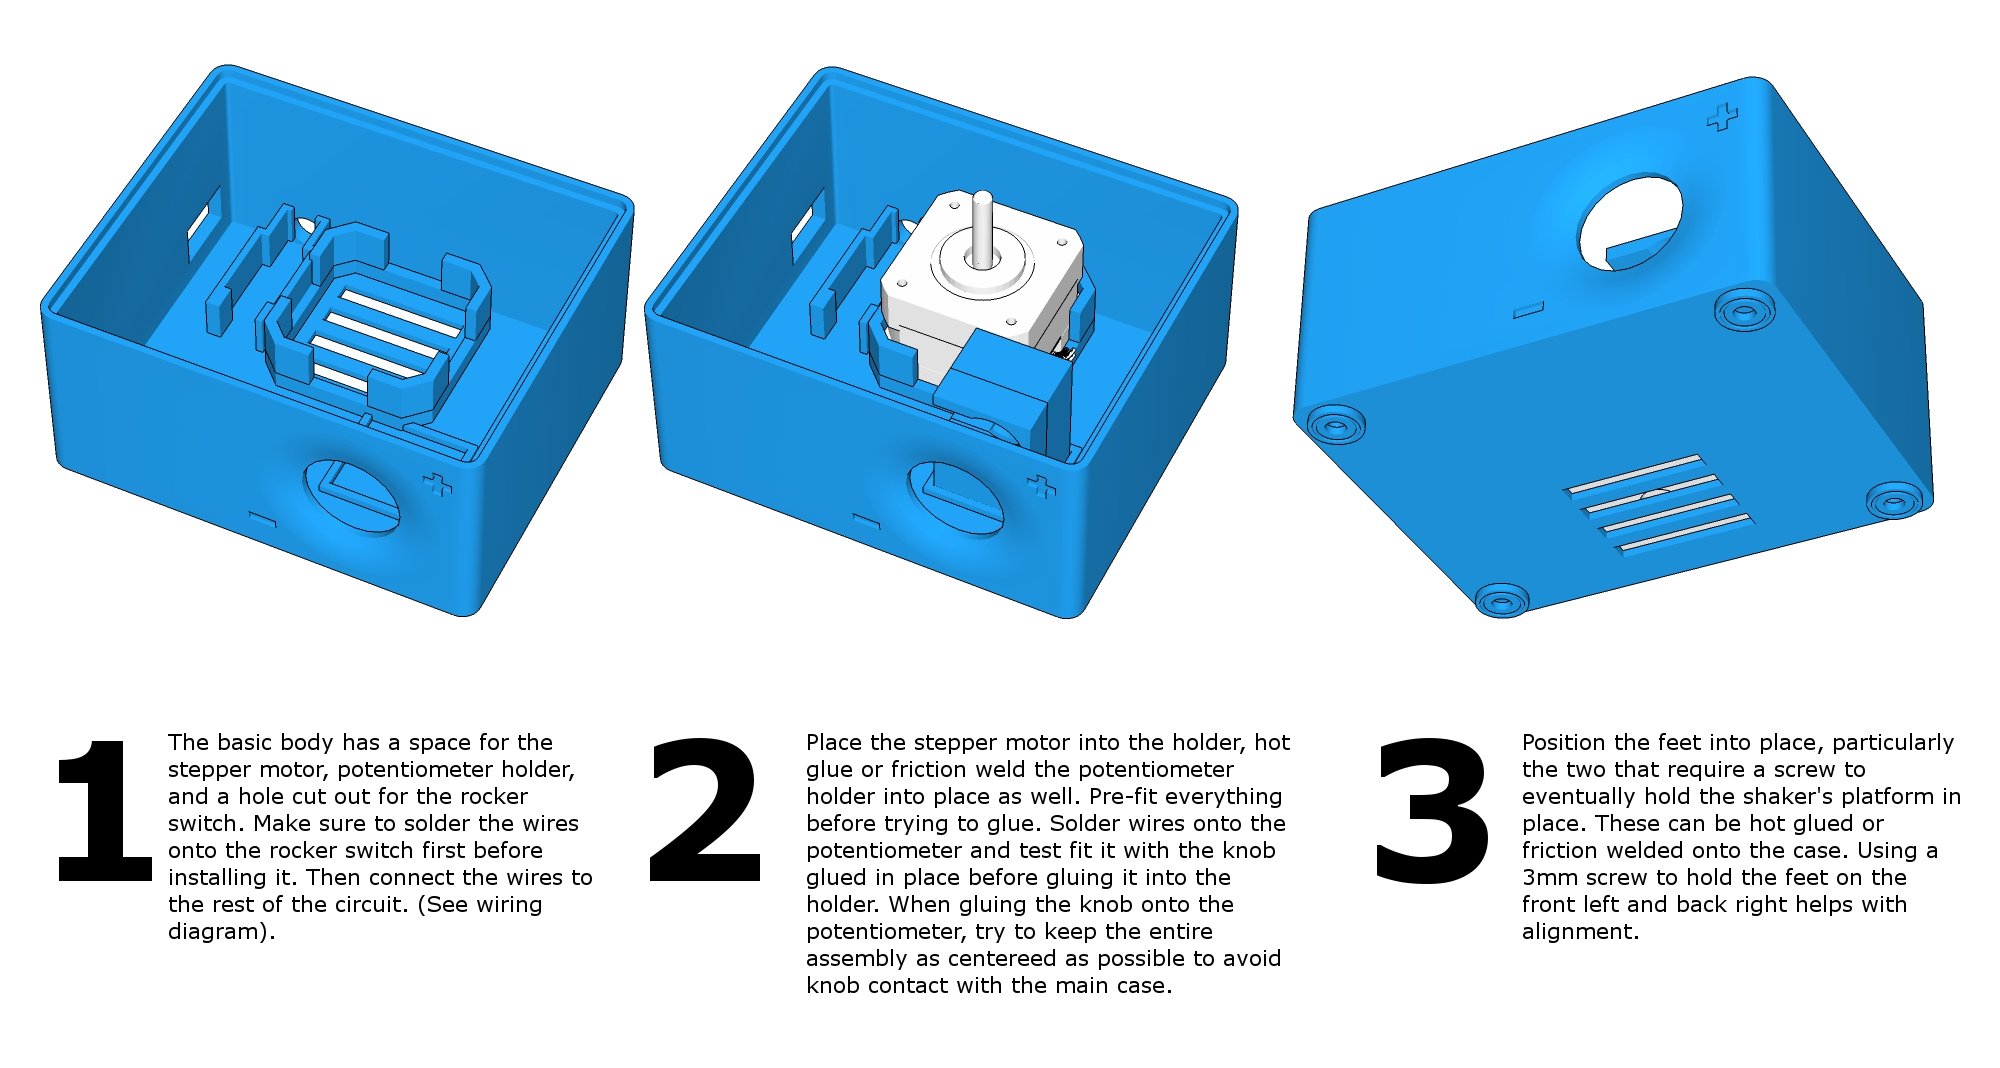 1
The basic body has a space for the
stepper motor, potentiometer holder,
and a hole cut out for the rocker
switch. Make sure to solder the wires
onto the rocker switch first before
installing it. Then connect the wires to
the rest of the circuit. (See wiring
diagram).
2
Place the stepper motor into the holder, hot
glue or friction weld the potentiometer
holder into place as well. Pre-fit everything
before trying to glue. Solder wires onto the
potentiometer and test fit it with the knob
glued in place before gluing it into the
holder. When gluing the knob onto the
potentiometer, try to keep the entire
assembly as centereed as possible to avoid
knob contact with the main case.
3
Position the feet into place, particularly
the two that require a screw to
eventually hold the shaker's platform in
place. These can be hot glued or
friction welded onto the case. Using a
3mm screw to hold the feet on the
front left and back right helps with
alignment.